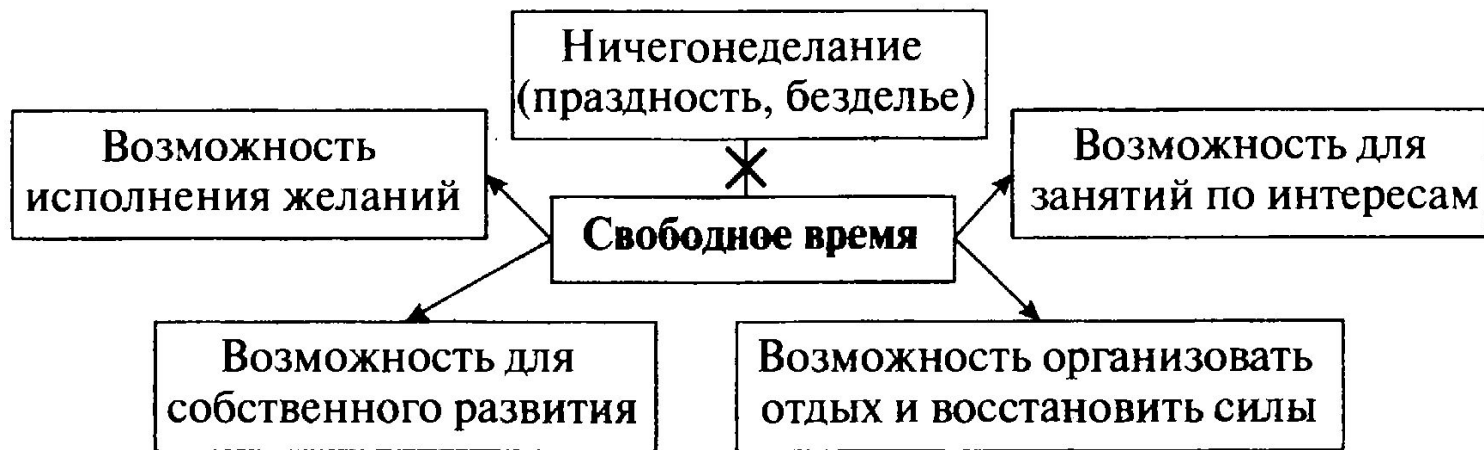 Ничегонеделание
(праздность, безделье)
Возможность
исполнения желаний
Возможность для
занятий по интересам
Свободное время
Возможность для
собственного развития
Возможность организовать
отдых и восстановить силы